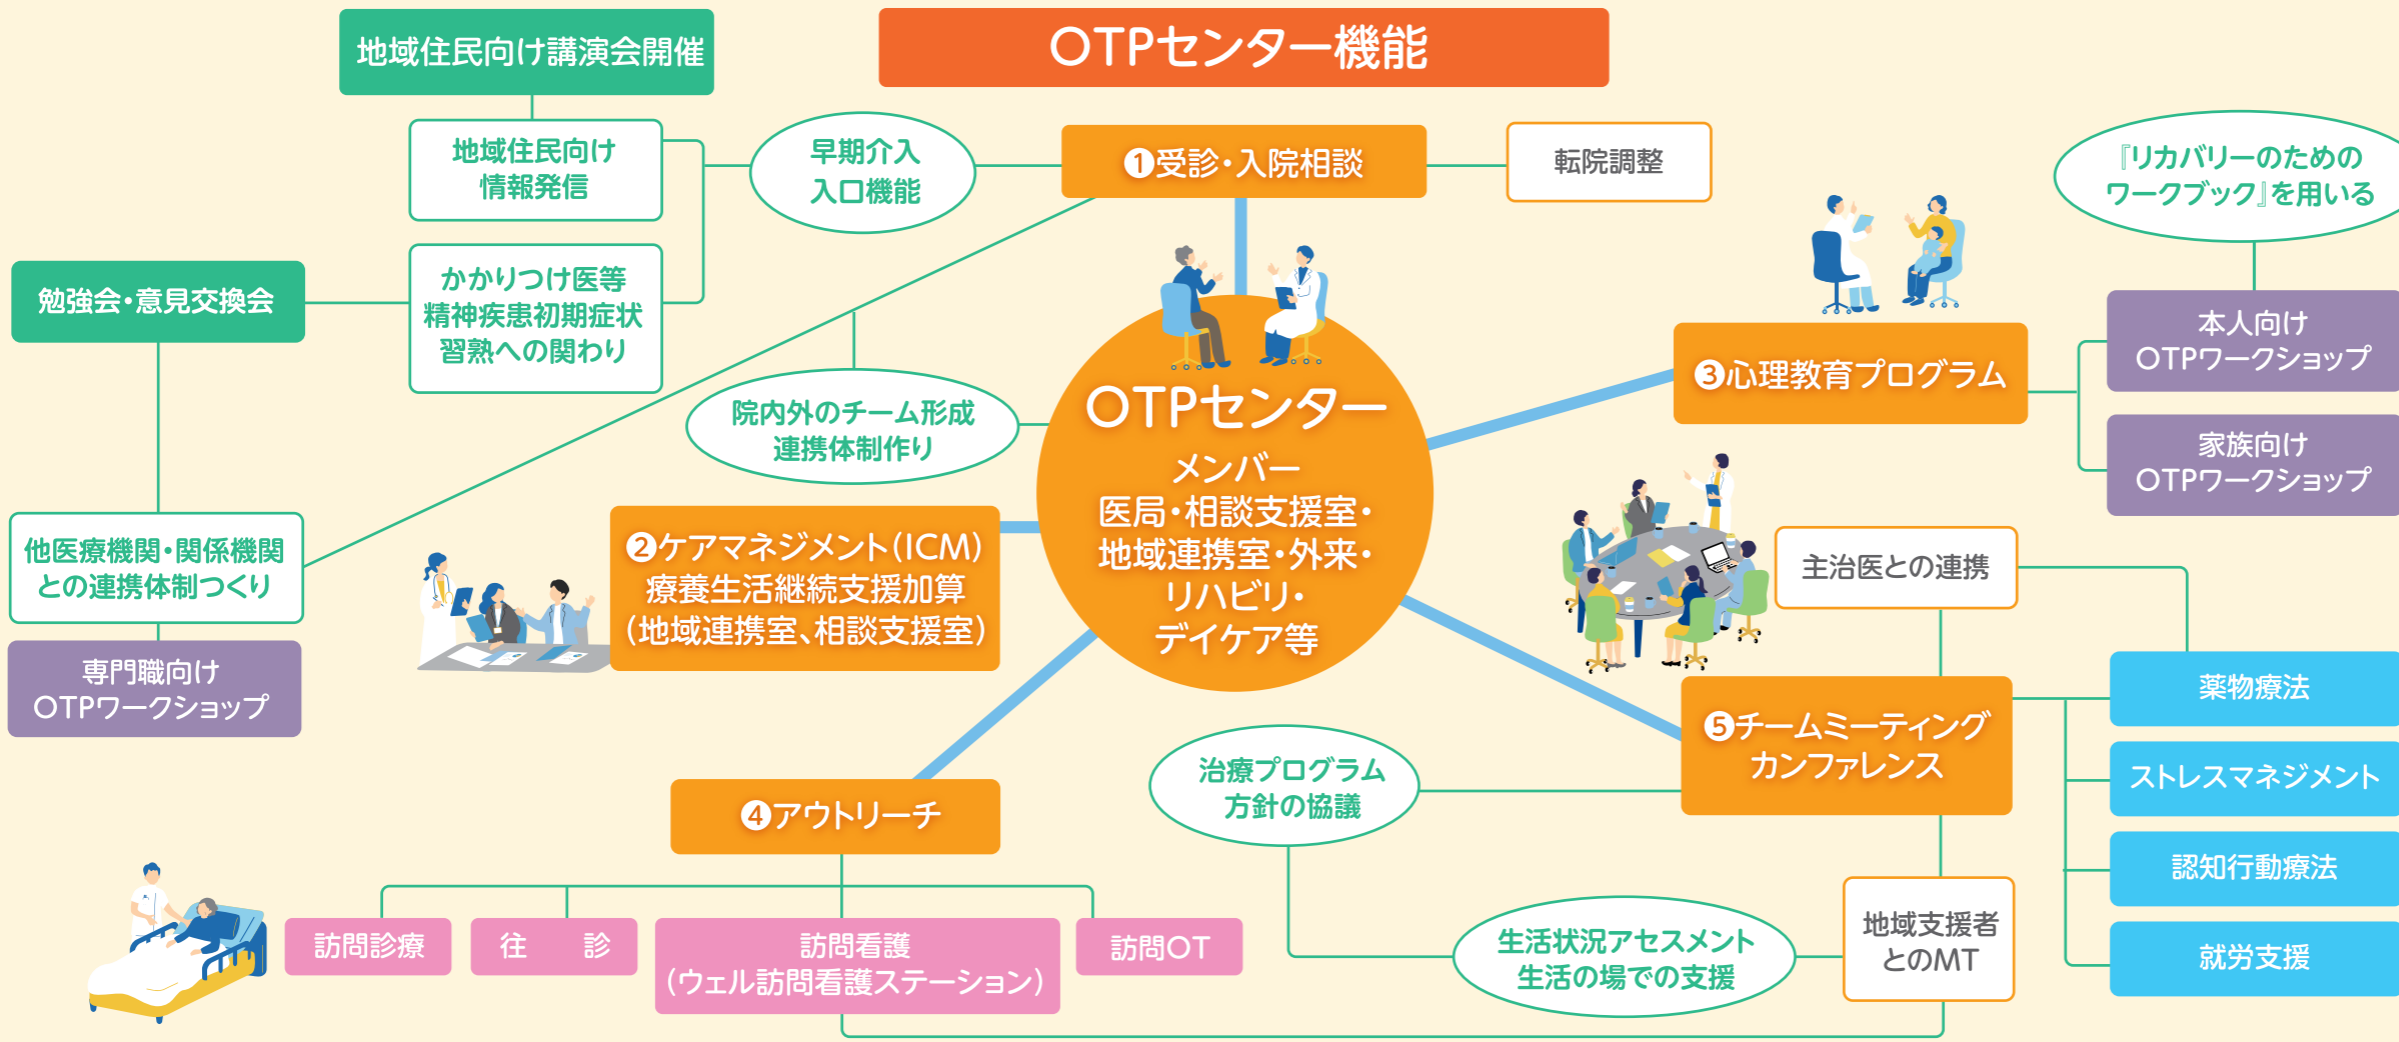 OTPセンター機能
地域住民向け講演会開催
地域住民向け
情報発信
早期介入
入口機能
❶受診・入院相談
転院調整
『リカバリーのための
ワークブック』を用いる
勉強会・意見交換会
かかりつけ医等
精神疾患初期症状
習熟への関わり
本人向け
OTPワークショップ
❸心理教育プログラム
家族向け
OTPワークショップ
院内外のチーム形成
連携体制作り
OTPセンター
メンバー
医局・相談支援室・
地域連携室・外来・
リハビリ・
デイケア等
他医療機関・関係機関
との連携体制つくり
❷ケアマネジメント(ICM)
療養生活継続支援加算
(地域連携室、相談支援室)
専門職向け
OTPワークショップ
主治医との連携
薬物療法
❺チームミーティング
カンファレンス
ストレスマネジメント
治療プログラム
方針の協議
❹アウトリーチ
認知行動療法
訪問診療
往　診
訪問看護
(ウェル訪問看護ステーション)
訪問OT
生活状況アセスメント
生活の場での支援
地域支援者
とのMT
就労支援